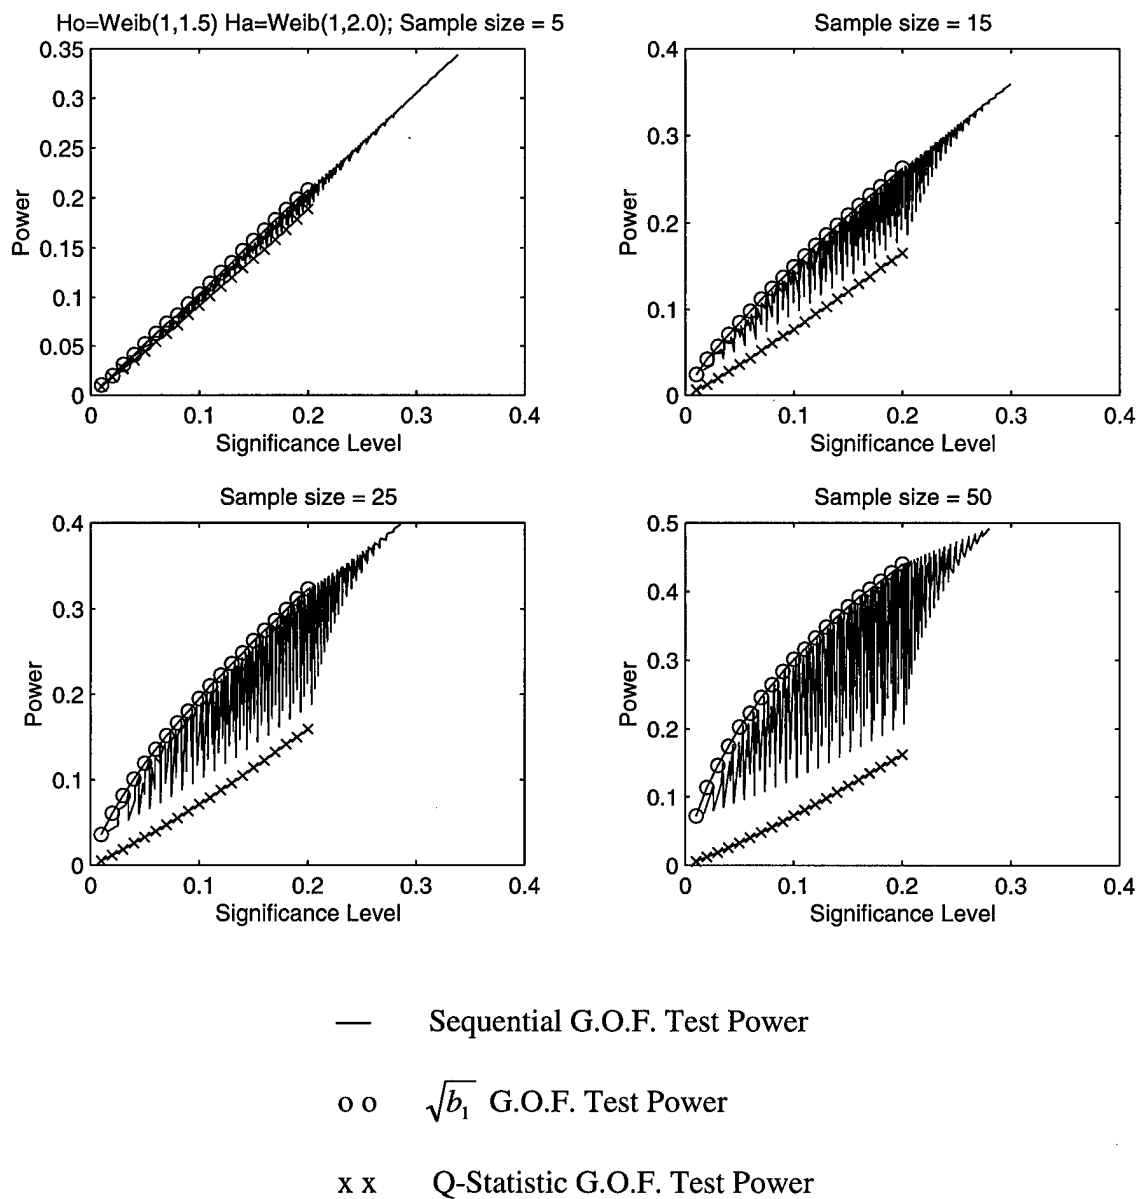 Ho=Weib(1,1.5) Ha=Weib(1,2.0); Sample size = 5
0.35
0.3
0.25
0.2
0.15
0.1
0.05
0
Power
0 0.1 0.2 0.3 0.4
Significance Level
Sample size = 15
0.4
0.3
0.2
0.1
0
Power
0 0.1 0.2 0.3 0.4
Significance Level
Sample size = 25
0.4
0.3
0.2
0.1
0
Power
0 0.1 0.2 0.3 0.4
Significance Level
Sample size = 50
0.5
0.4
0.3
0.2
0.1
0
Power
0 0.1 0.2 0.3 0.4
Significance Level
— Sequential G.O.F. Test Power
o o √b₁ G.O.F. Test Power
x x Q-Statistic G.O.F. Test Power